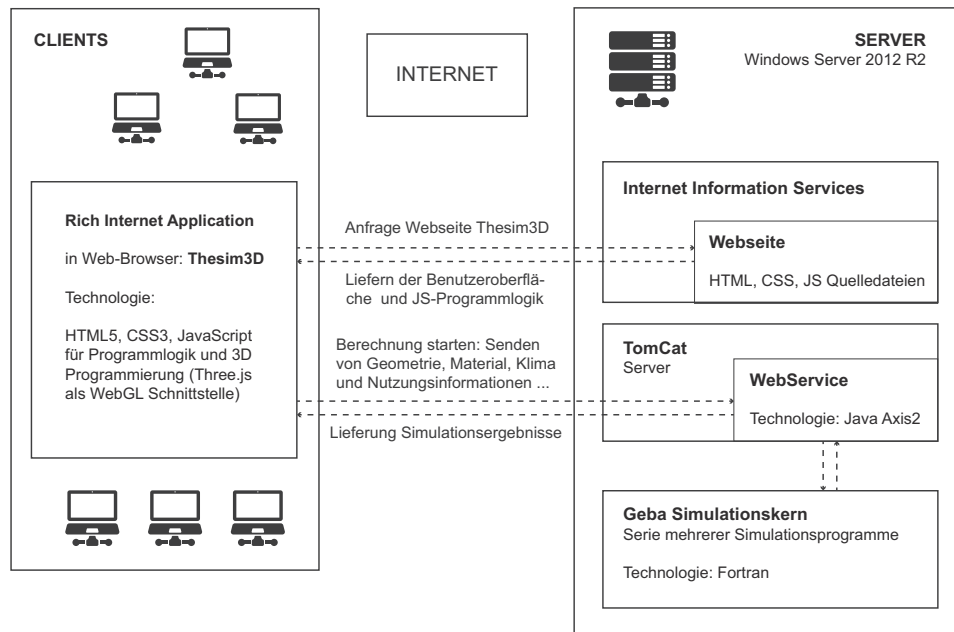 CLIENTS
INTERNET
SERVER
Windows Server 2012 R2
Rich Internet Application
in Web-Browser: Thesim3D
Technologie:
HTML5, CSS3, JavaScript
für Programmlogik und 3D
Programmierung (Three.js
als WebGL Schnittstelle)
Anfrage Webseite Thesim3D
Liefern der Benutzeroberflä-
che und JS-Programmlogik
Berechnung starten: Senden
von Geometrie, Material, Klima
und Nutzungsinformationen ...
Lieferung Simulationsergebnisse
Internet Information Services
Webseite
HTML, CSS, JS Quelledateien
TomCat
Server
WebService
Technologie: Java Axis2
Geba Simulationskern
Serie mehrerer Simulationsprogramme
Technologie: Fortran